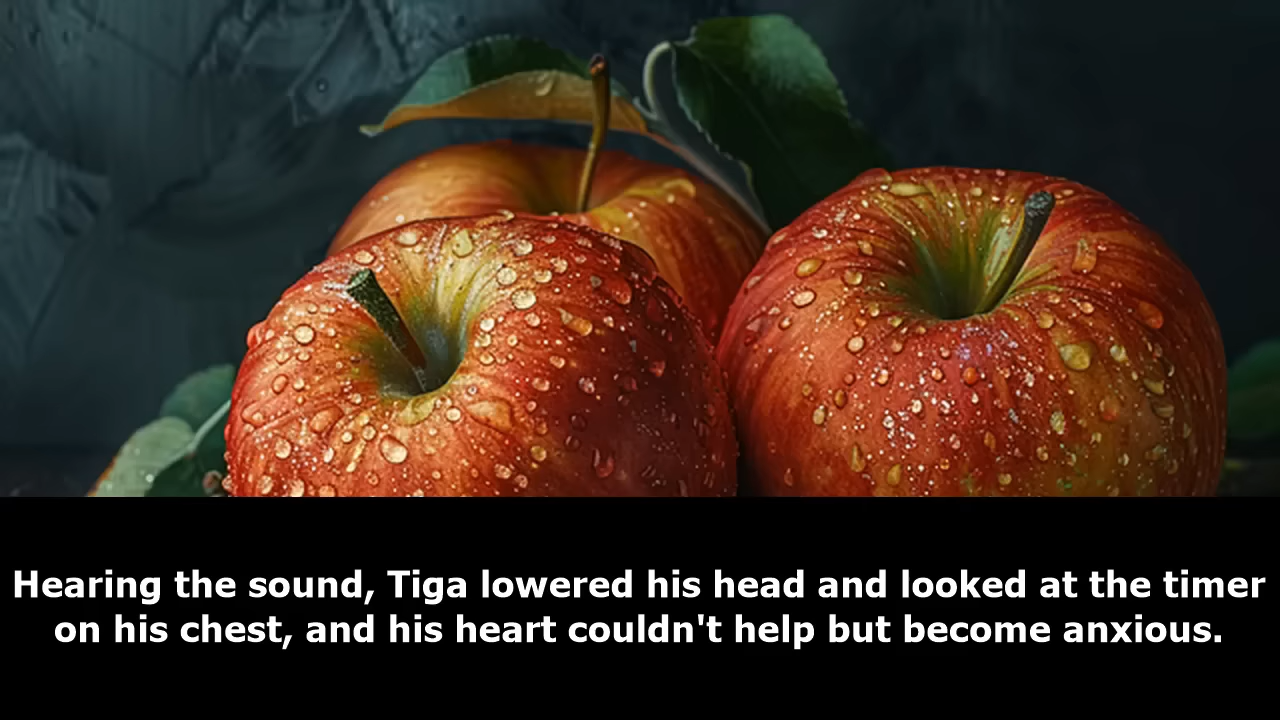 Hearing the sound, Tiga lowered his head and looked at the timer
on his chest, and his heart couldn't help but become anxious.